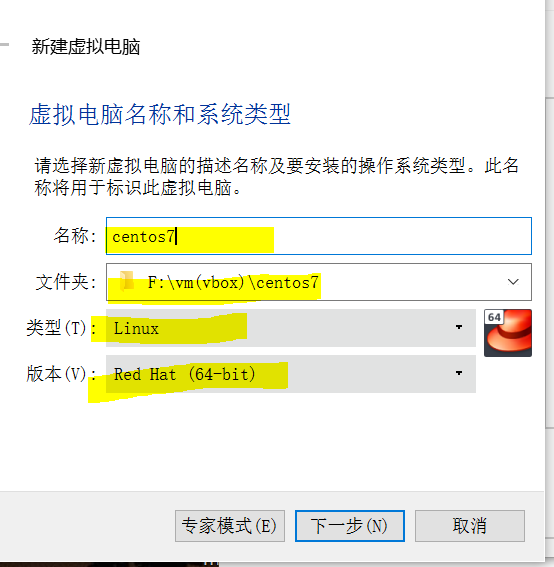 新建虚拟电脑
虚拟电脑名称和系统类型
请选择新虚拟电脑的描述名称及要安装的操作系统类型。此名
称将用于标识此虚拟电脑。
名称: centos7
文件夹: F:\vm(vbox)\centos7
类型(T): Linux
64
版本(V): Red Hat (64-bit)
专家模式(E) 下一步(N) 取消